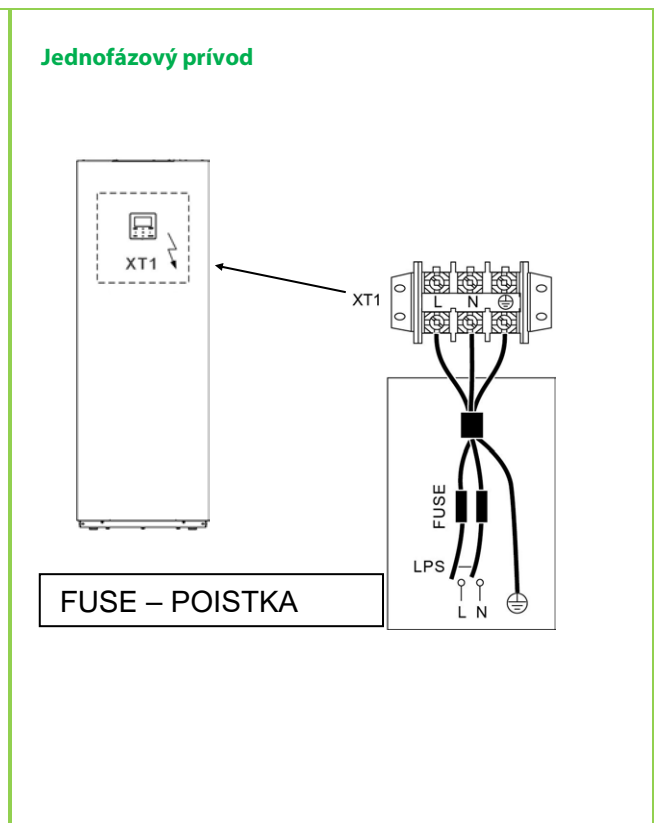 Jednofázový prívod
XT1
XT1
L N
FUSE
LPS
L N
FUSE – POISTKA